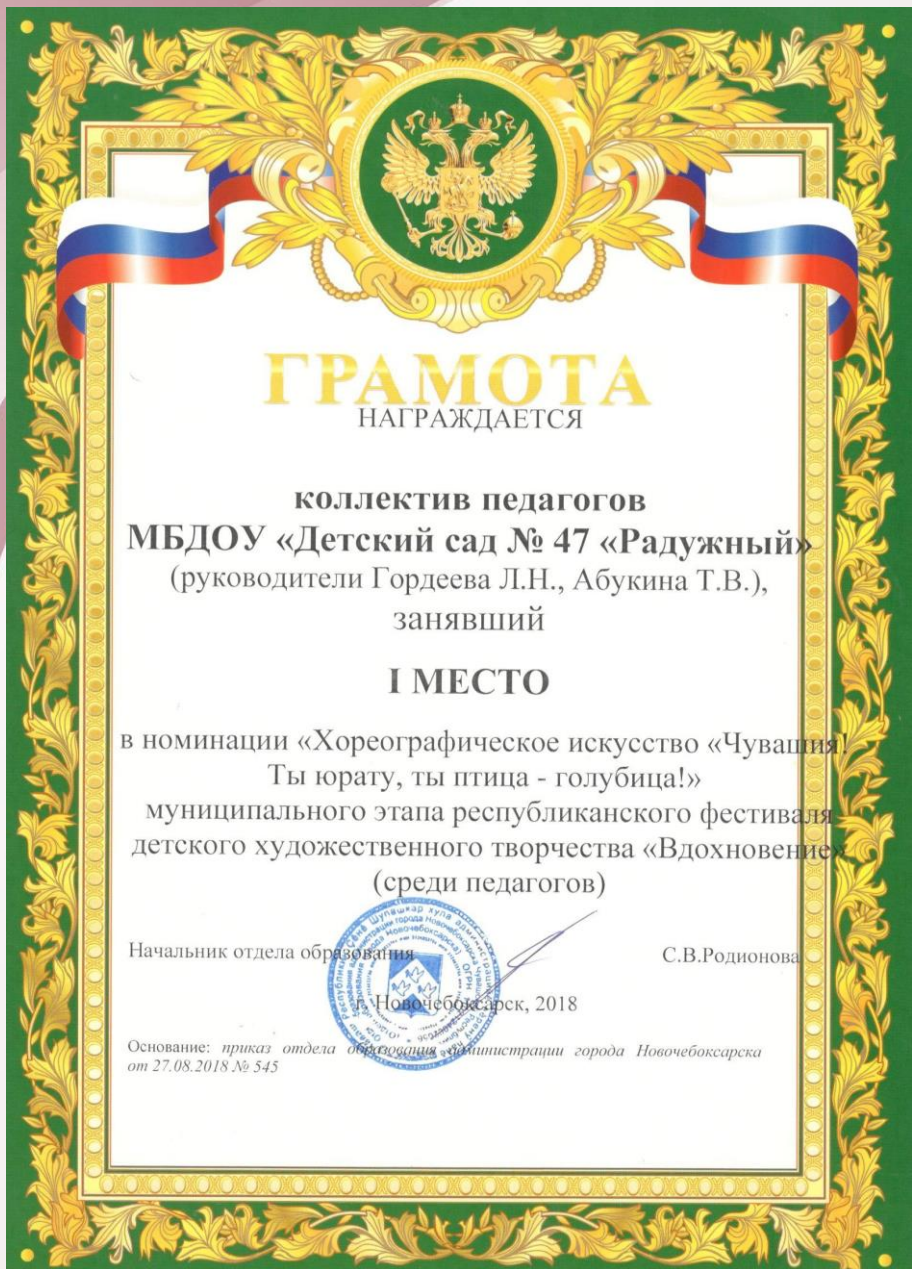 ГРАМОТА
НАГРАЖДАЕТСЯ
коллектив педагогов
МБДОУ «Детский сад № 47 «Радужный»
(руководители Гордеева Л.Н., Абукина Т.В.),
занявший
I МЕСТО
в номинации «Хореографическое искусство «Чувашия!
Ты юрату, ты птица - голубица!»
муниципального этапа республиканского фестиваля
детского художественного творчества «Вдохновение»
(среди педагогов)
Начальник отдела образования С.В.Родионова
г. Новочебоксарск, 2018
Основание: приказ отдела образования администрации города Новочебоксарска
от 27.08.2018 № 545